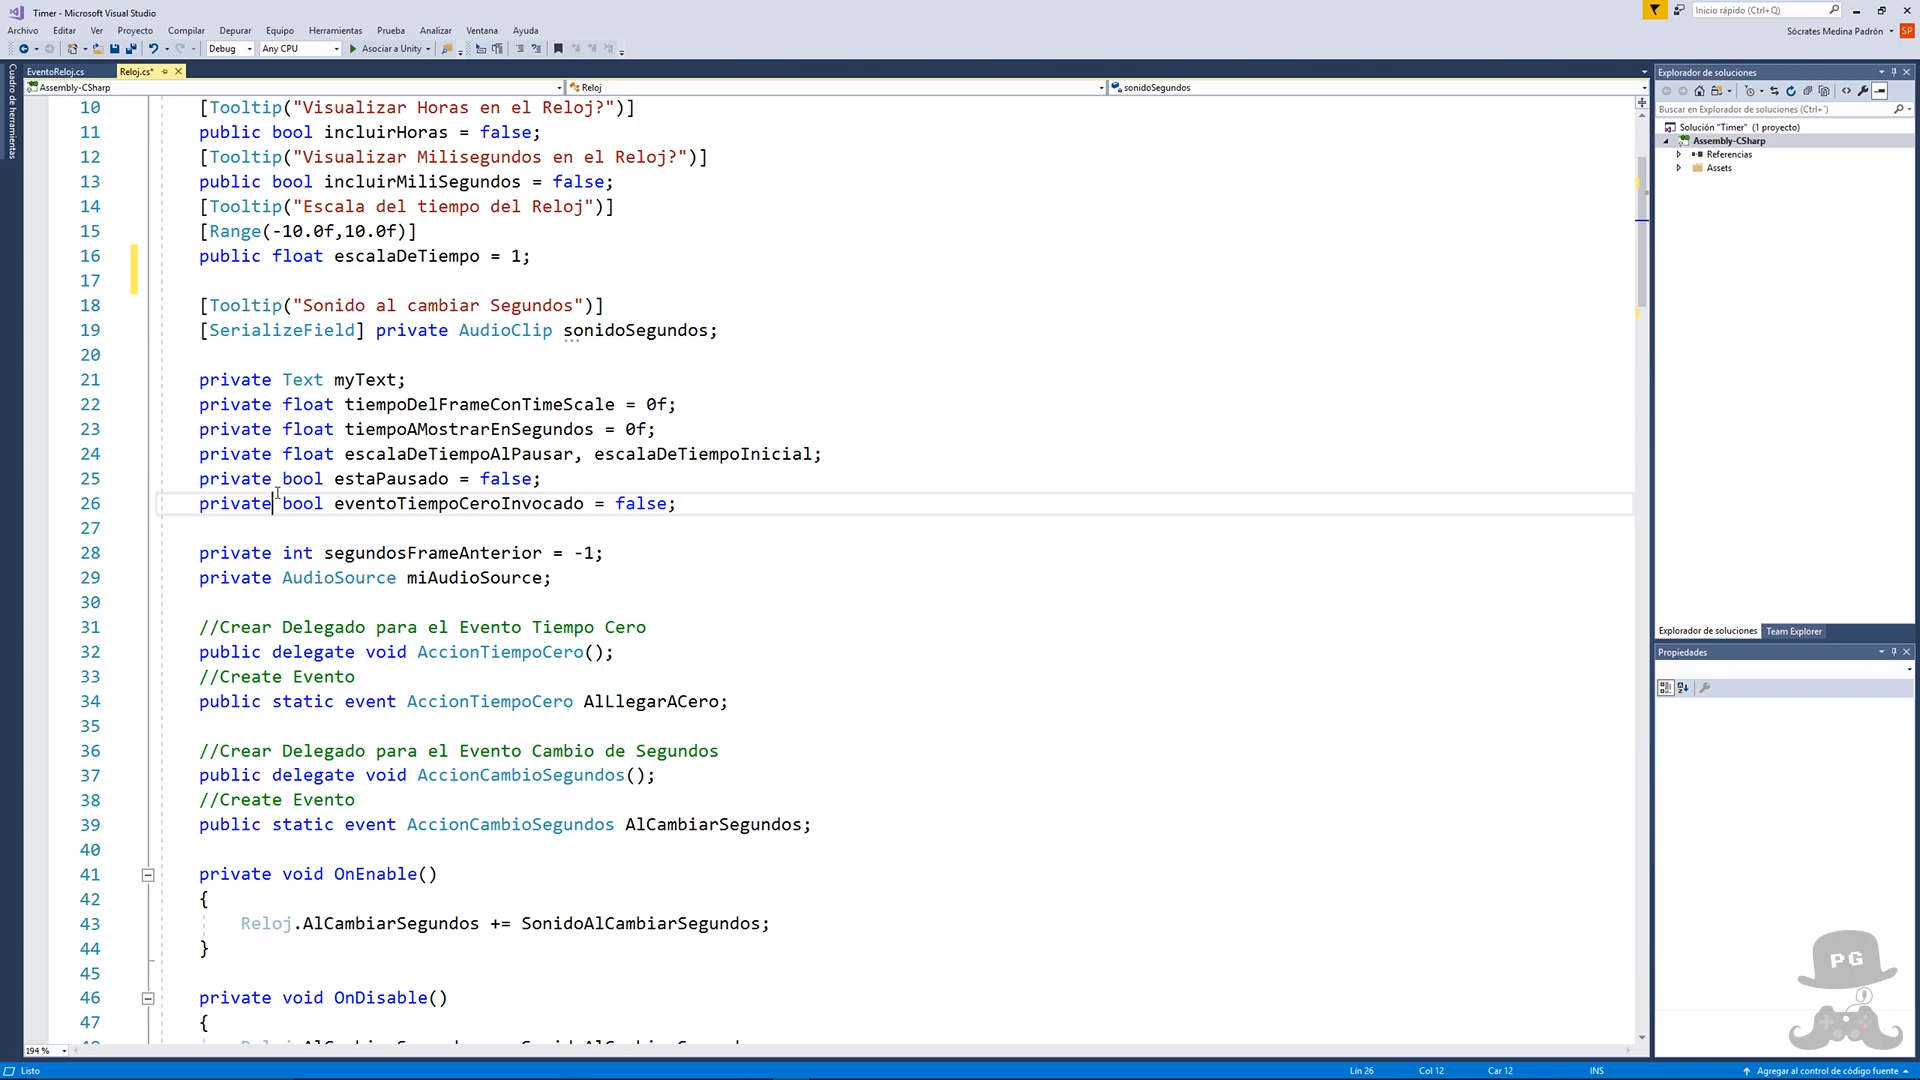 Timer - Microsoft Visual Studio
Inicio rápido (Ctrl+Q)
Archivo Editar Ver Proyecto Compilar Depurar Equipo Herramientas Prueba Analizar Ventana Ayuda
Sócrates Medina Padrón SP
Debug Any CPU Asociar a Unity
Cuadro de herramientas
EventoReloj.cs Reloj.cs*
Assembly-CSharp Reloj sonidoSegundos
10 [Tooltip("Visualizar Horas en el Reloj?")]
11 public bool incluirHoras = false;
12 [Tooltip("Visualizar Milisegundos en el Reloj?")]
13 public bool incluirMiliSegundos = false;
14 [Tooltip("Escala del tiempo del Reloj")]
15 [Range(-10.0f,10.0f)]
16 public float escalaDeTiempo = 1;
17
18 [Tooltip("Sonido al cambiar Segundos")]
19 [SerializeField] private AudioClip sonidoSegundos;
20
21 private Text myText;
22 private float tiempoDelFrameConTimeScale = 0f;
23 private float tiempoAMostrarEnSegundos = 0f;
24 private float escalaDeTiempoAlPausar, escalaDeTiempoInicial;
25 private bool estaPausado = false;
26 private bool eventoTiempoCeroInvocado = false;
27
28 private int segundosFrameAnterior = -1;
29 private AudioSource miAudioSource;
30
31 //Crear Delegado para el Evento Tiempo Cero
32 public delegate void AccionTiempoCero();
33 //Create Evento
34 public static event AccionTiempoCero AlLlegarACero;
35
36 //Crear Delegado para el Evento Cambio de Segundos
37 public delegate void AccionCambioSegundos();
38 //Create Evento
39 public static event AccionCambioSegundos AlCambiarSegundos;
40
41 private void OnEnable()
42 {
43 Reloj.AlCambiarSegundos += SonidoAlCambiarSegundos;
44 }
45
46 private void OnDisable()
47 {
194 %
Explorador de soluciones
Buscar en Explorador de soluciones (Ctrl+´)
Solución "Timer" (1 proyecto)
Assembly-CSharp
Referencias
Assets
Explorador de soluciones Team Explorer
Propiedades
PG
Listo Lín 26 Col 12 Car 12 INS Agregar al control de código fuente